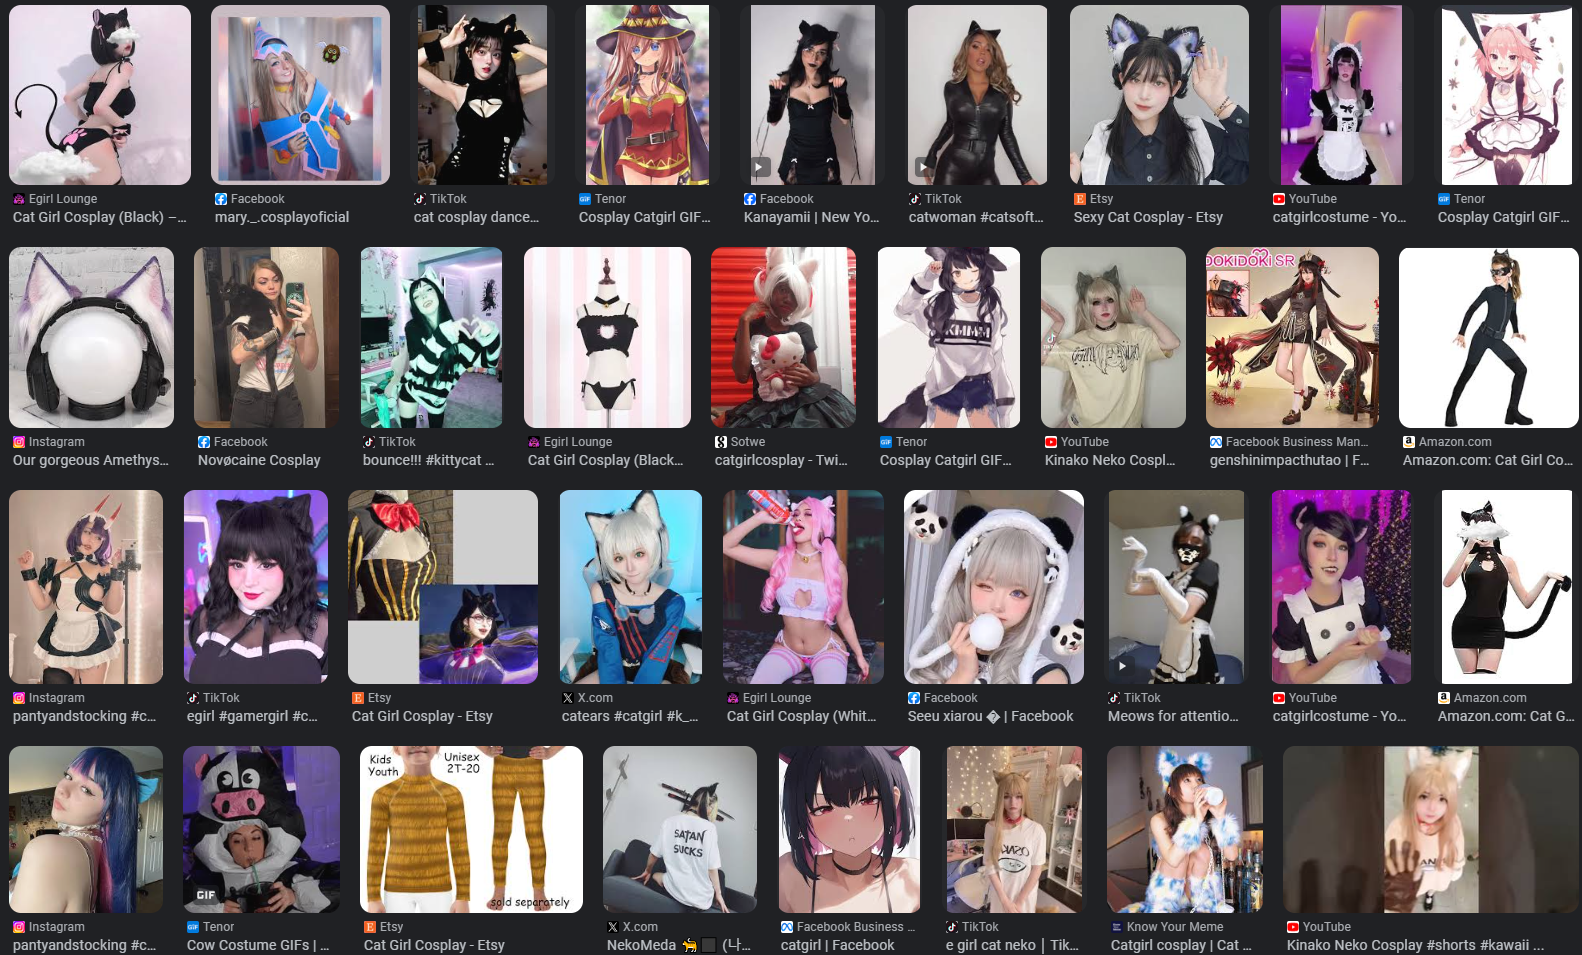 Egirl Lounge
Cat Girl Cosplay (Black) –...
Facebook
mary._.cosplayoficial
TikTok
cat cosplay dance...
GIF
Tenor
Cosplay Catgirl GIF...
Facebook
Kanayamii | New Yo...
TikTok
catwoman #catsoft...
E
Etsy
Sexy Cat Cosplay - Etsy
YouTube
catgirlcostume - Yo...
GIF
Tenor
Cosplay Catgirl GIF...
DOKIDOKI SR
Instagram
Our gorgeous Amethys...
Facebook
Novøcaine Cosplay
TikTok
bounce!!! #kittycat ...
Egirl Lounge
Cat Girl Cosplay (Black...
Sotwe
catgirlcosplay - Twi...
GIF
Tenor
Cosplay Catgirl GIF...
YouTube
Kinako Neko Cospl...
Facebook Business Man...
genshinimpacthutao | F...
a
Amazon.com
Amazon.com: Cat Girl Co...
Instagram
pantyandstocking #c...
TikTok
egirl #gamergirl #c...
E
Etsy
Cat Girl Cosplay - Etsy
X
X.com
catears #catgirl #k_...
Egirl Lounge
Cat Girl Cosplay (Whit...
Facebook
Seeu xiarou � | Facebook
TikTok
Meows for attentio...
YouTube
catgirlcostume - Yo...
a
Amazon.com
Amazon.com: Cat G...
GIF
Kids
Youth
Unisex
2T-20
sold separately
SATAN
SUCKS
Instagram
pantyandstocking #c...
GIF
Tenor
Cow Costume GIFs | ...
E
Etsy
Cat Girl Cosplay - Etsy
X
X.com
NekoMeda 🐈⬛ (나...
Facebook Business ...
catgirl | Facebook
TikTok
e girl cat neko | Tik...
Know Your Meme
Catgirl cosplay | Cat ...
YouTube
Kinako Neko Cosplay #shorts #kawaii ...